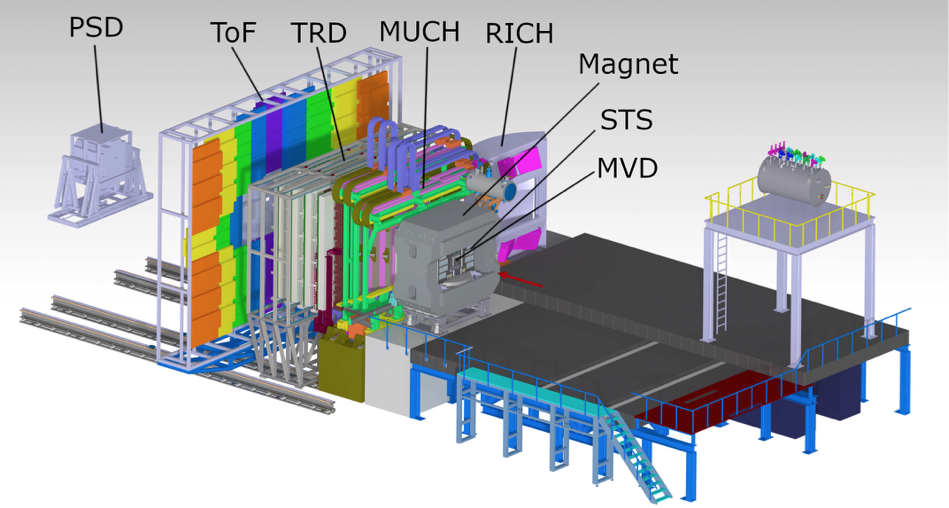 PSD
ToF
TRD
MUCH
RICH
Magnet
STS
MVD